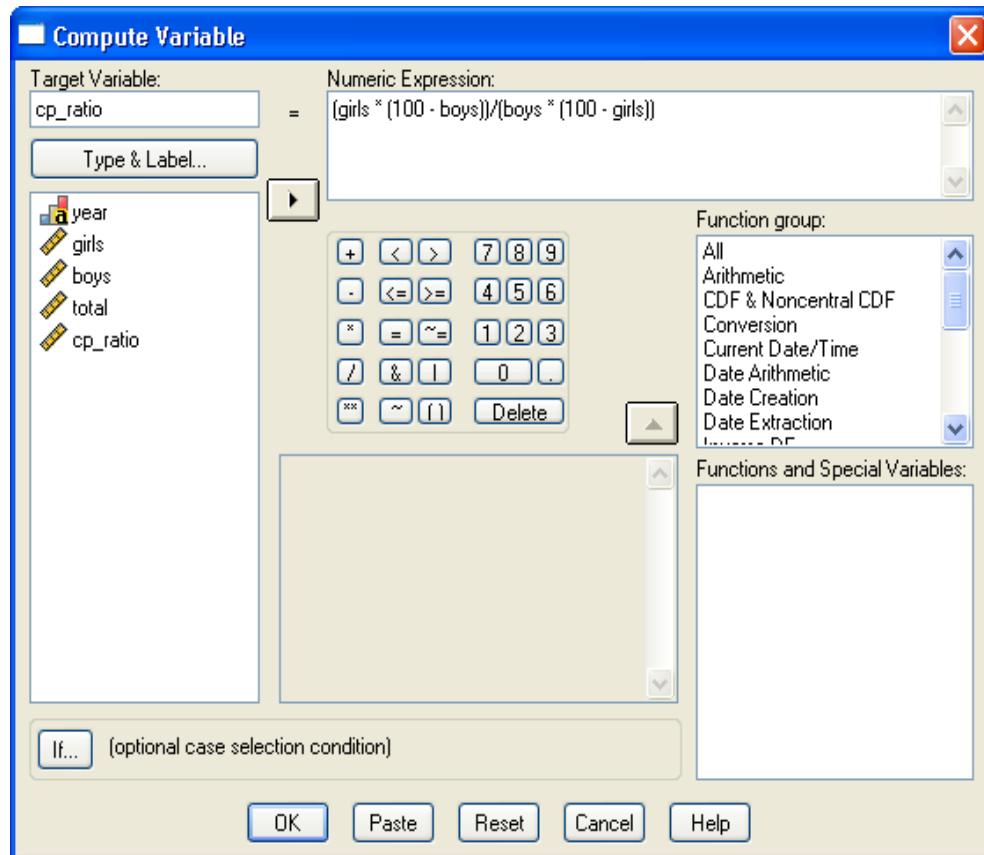 Compute Variable
Target Variable:
Numeric Expression:
cp_ratio
=
(girls * (100 - boys))/(boys * (100 - girls))
Type & Label...
year
girls
boys
total
cp_ratio
+ < > 7 8 9
- <= >= 4 5 6
* = ~= 1 2 3
/ & | 0 .
** ~ ( ) Delete
Function group:
All
Arithmetic
CDF & Noncentral CDF
Conversion
Current Date/Time
Date Arithmetic
Date Creation
Date Extraction
Functions and Special Variables:
If...
(optional case selection condition)
OK
Paste
Reset
Cancel
Help